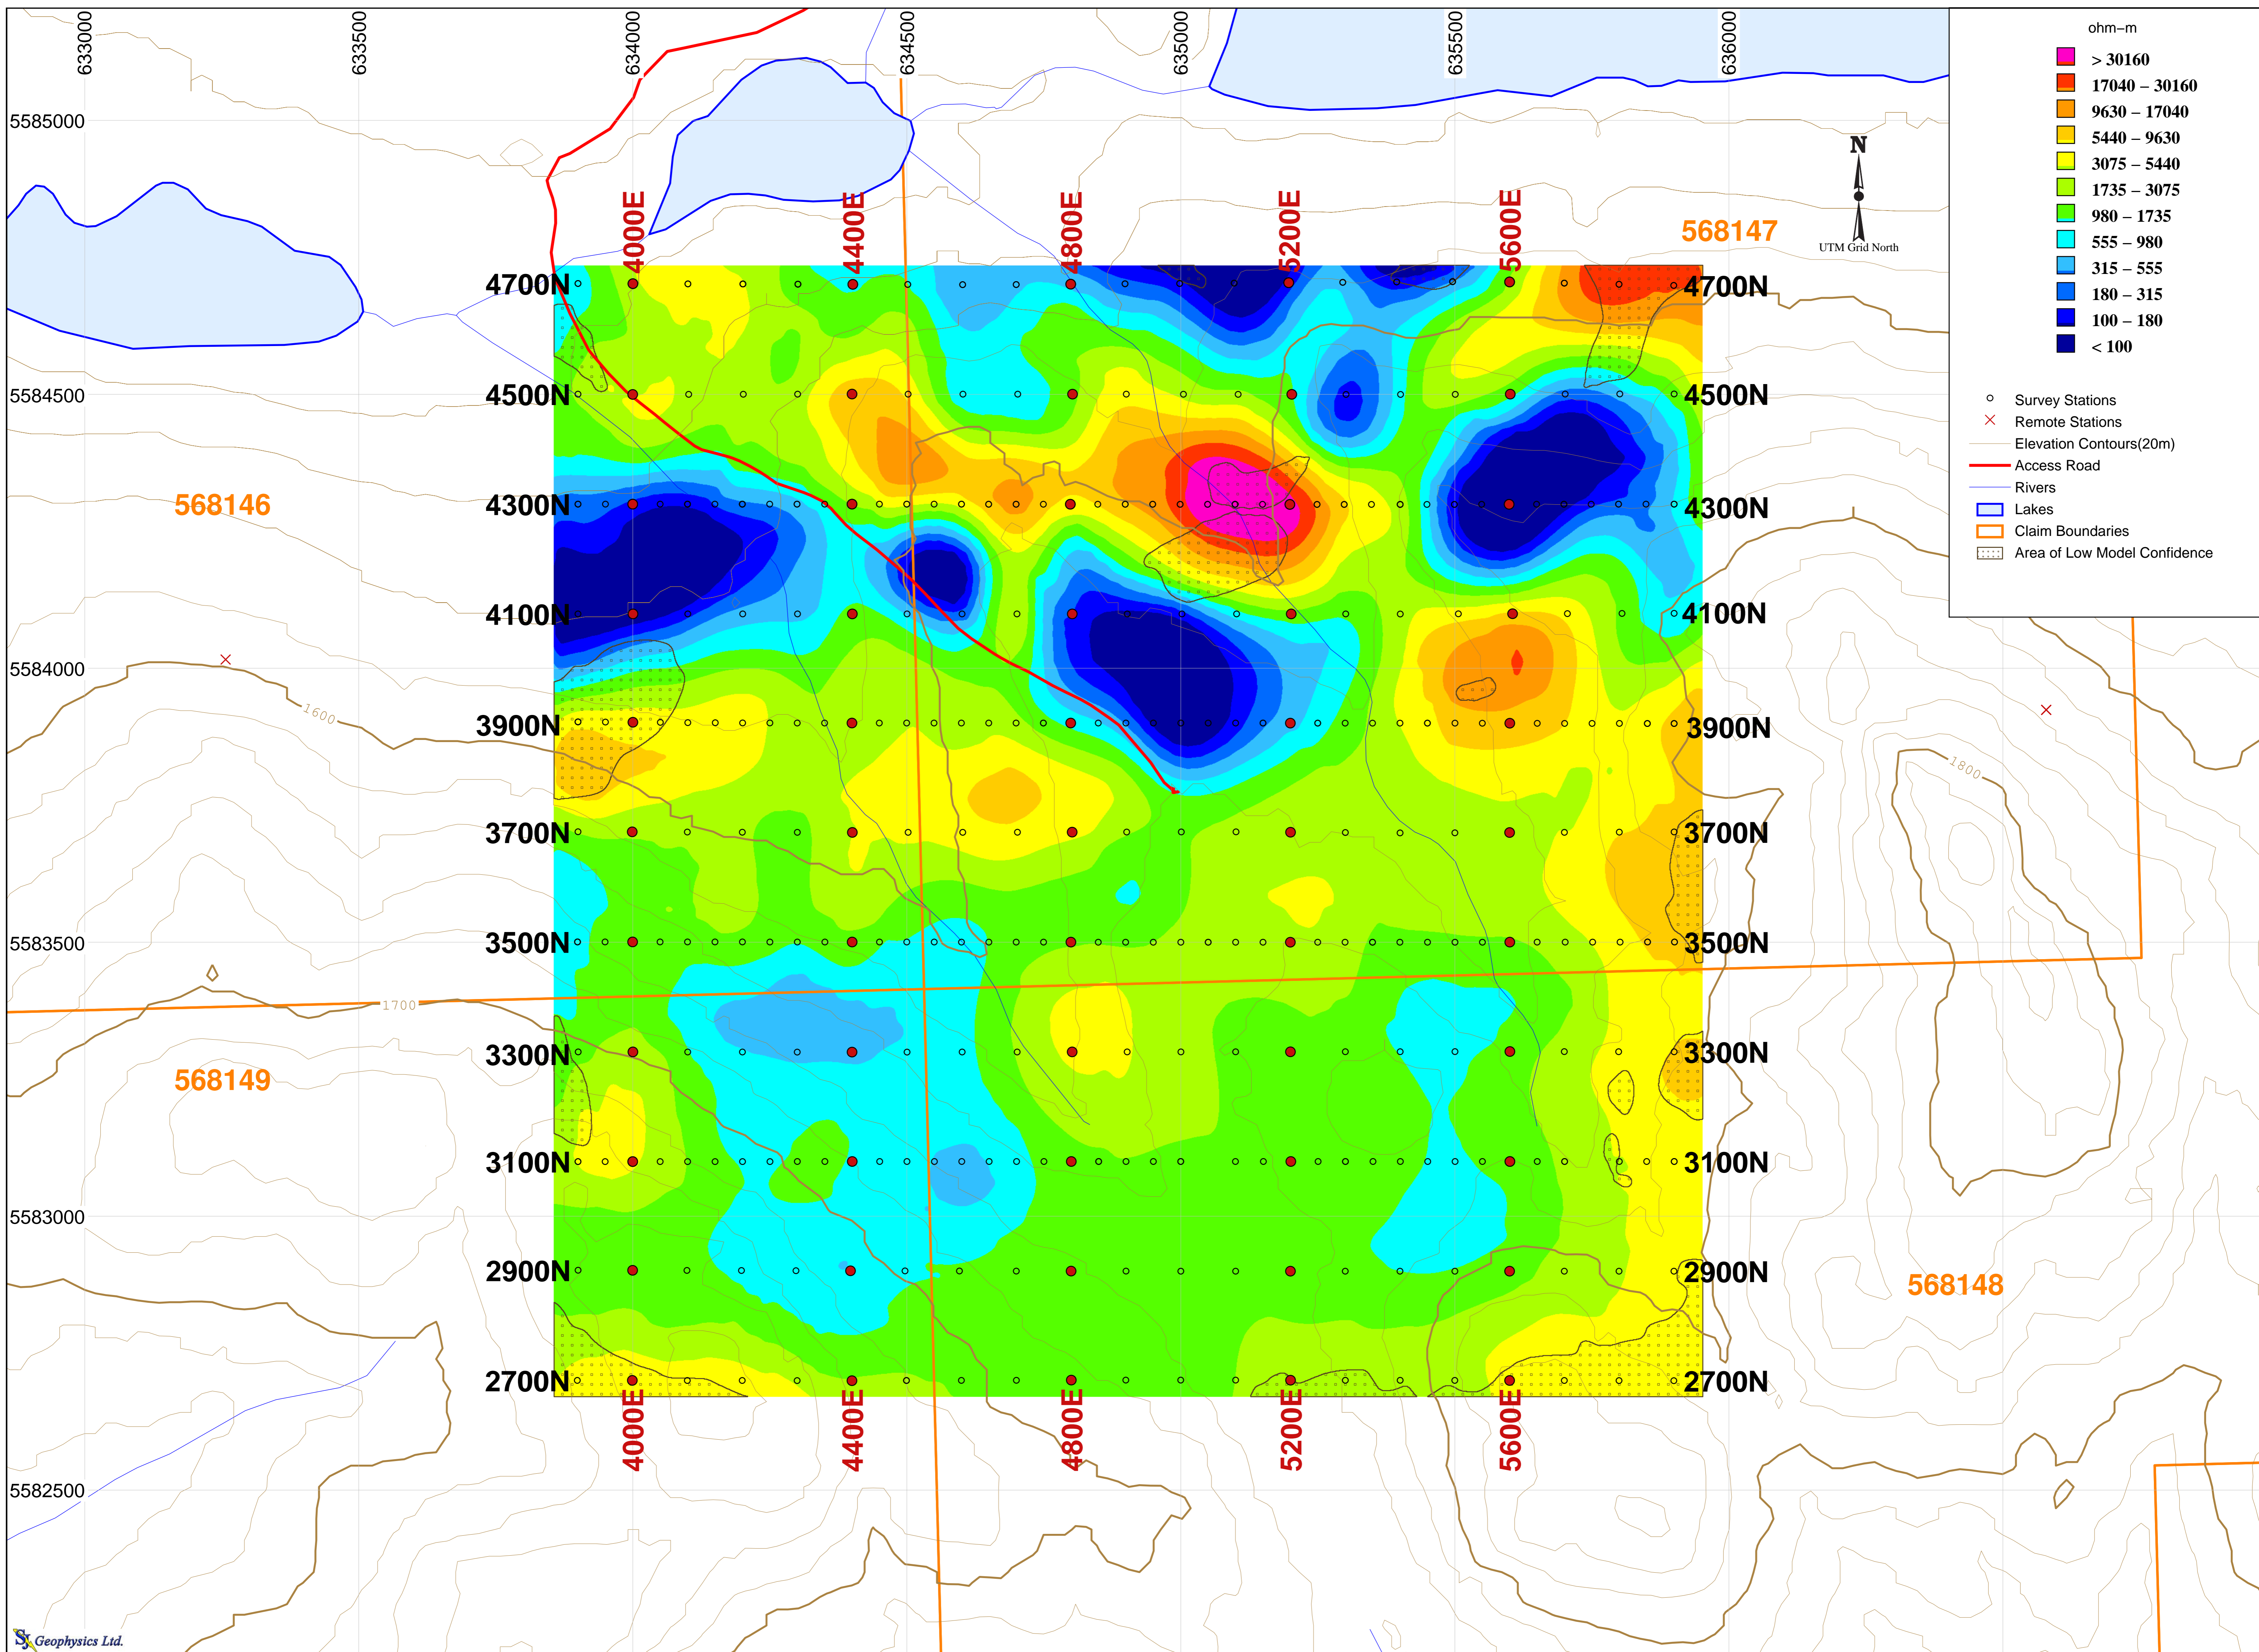 633000
633500
634000
634500
635000
635500
636000
ohm–m
> 30160
17040 – 30160
9630 – 17040
5440 – 9630
3075 – 5440
1735 – 3075
980 – 1735
555 – 980
315 – 555
180 – 315
100 – 180
< 100
Survey Stations
Remote Stations
Elevation Contours(20m)
Access Road
Rivers
Lakes
Claim Boundaries
Area of Low Model Confidence
N
UTM Grid North
5585000
5584500
5584000
5583500
5583000
5582500
4000E
4400E
4800E
5200E
5600E
568147
4700N
4700N
4500N
4500N
568146
4300N
4300N
4100N
4100N
1600
3900N
3900N
1800
3700N
3700N
3500N
3500N
1700
568149
3300N
3300N
3100N
3100N
2900N
2900N
568148
2700N
2700N
4000E
4400E
4800E
5200E
5600E
SJ Geophysics Ltd.